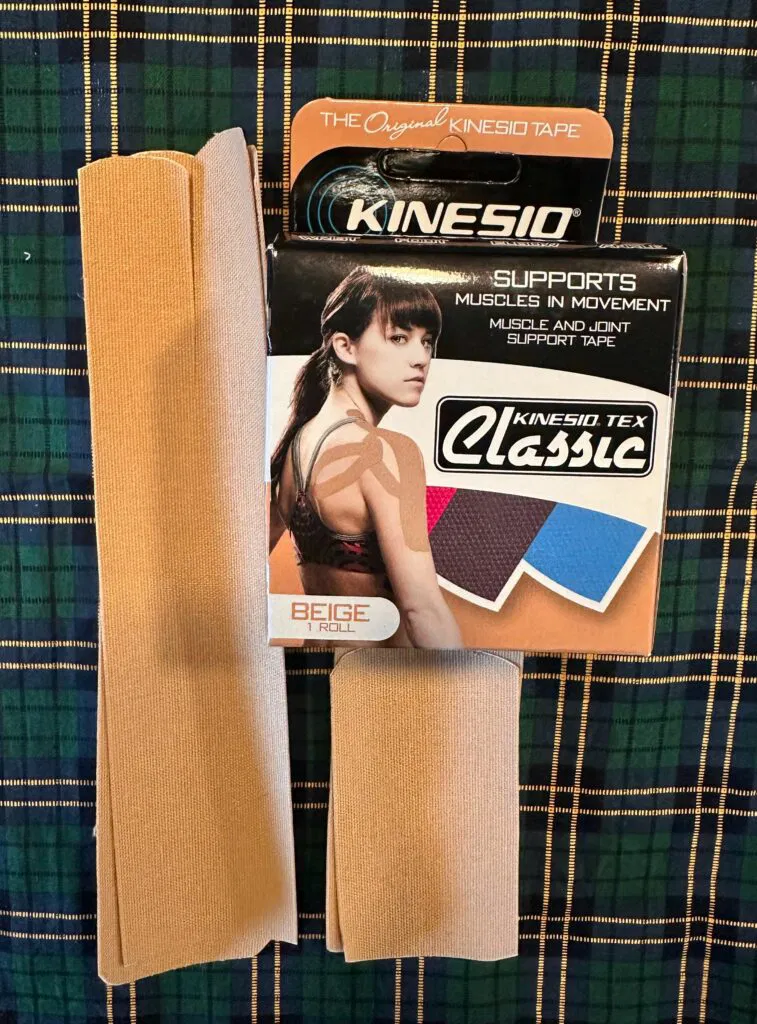 THE Original KINESIO TAPE
KINESIO®
SUPPORTS
MUSCLES IN MOVEMENT
MUSCLE AND JOINT
SUPPORT TAPE
KINESIO TEX
Classic
BEIGE
1 ROLL